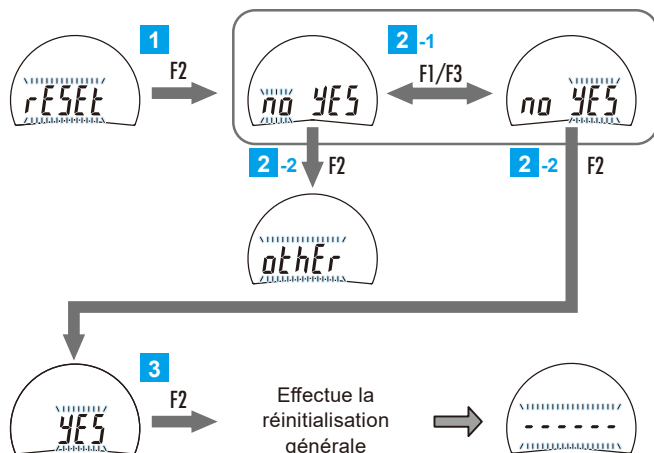 1
F2
rESEt
2 -1
F1/F3
no YES
no YES
2 -2 F2
2 -2 F2
othEr
3
F2
YES
Effectue la
réinitialisation
générale
- - - - - -